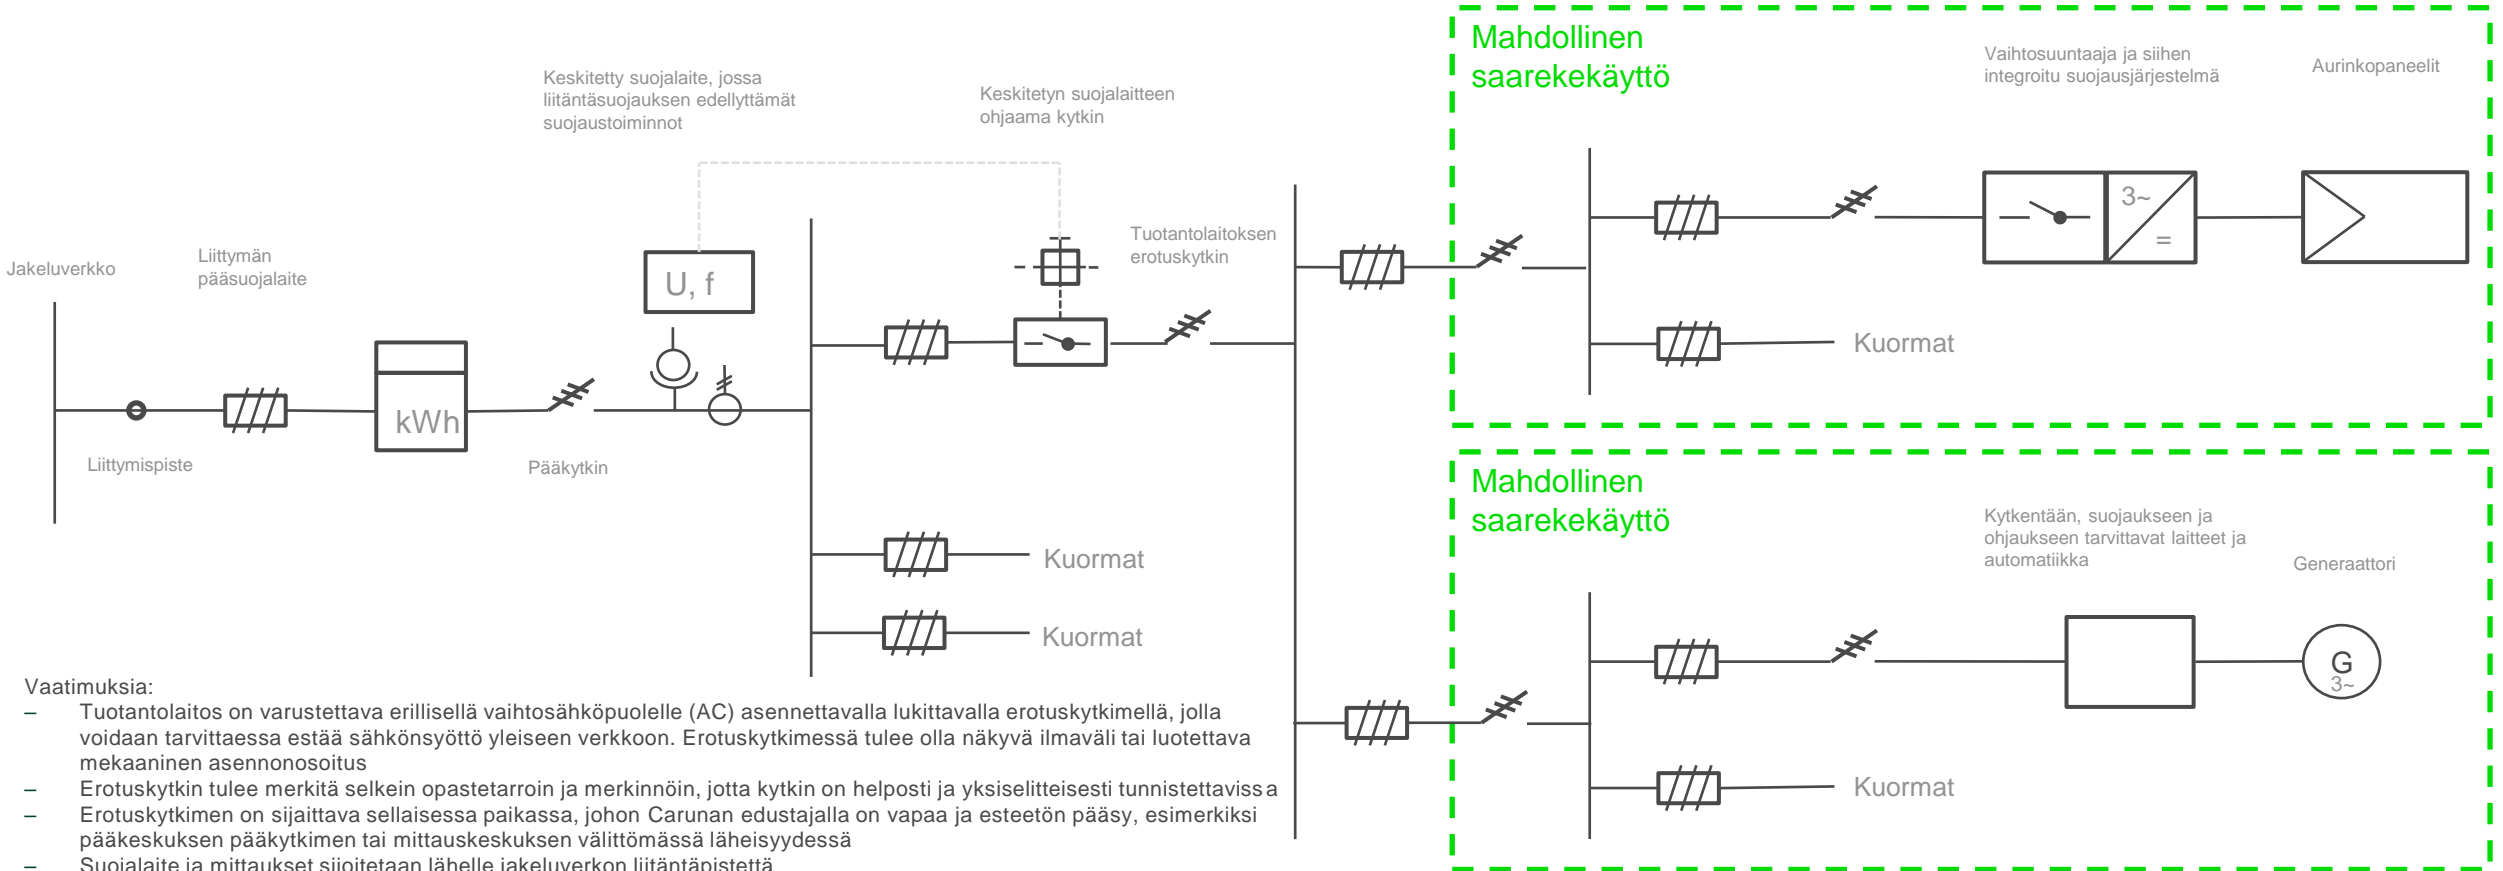 Mahdollinen
saarekekäyttö
Vaihtosuuntaaja ja siihen
integroitu suojausjärjestelmä
Aurinkopaneelit
Keskitetty suojalaite, jossa
liitäntäsuojauksen edellyttämät
suojaustoiminnot
Keskitetyn suojalaitteen
ohjaama kytkin
Tuotantolaitoksen
erotuskytkin
Jakeluverkko
Liittymän
pääsuojalaite
U, f
3~
=
kWh
Kuormat
Liittymispiste
Pääkytkin
Mahdollinen
saarekekäyttö
Kytkentään, suojaukseen ja
ohjaukseen tarvittavat laitteet ja
automatiikka
Generaattori
Kuormat
Kuormat
G
3~
Kuormat
Vaatimuksia:
– Tuotantolaitos on varustettava erillisellä vaihtosähköpuolelle (AC) asennettavalla lukittavalla erotuskytkimellä, jolla
voidaan tarvittaessa estää sähkönsyöttö yleiseen verkkoon. Erotuskytkimessä tulee olla näkyvä ilmaväli tai luotettava
mekaaninen asennonosoitus
– Erotuskytkin tulee merkitä selkein opastetarroin ja merkinnöin, jotta kytkin on helposti ja yksiselitteisesti tunnistettavissa
– Erotuskytkimen on sijaittava sellaisessa paikassa, johon Carunan edustajalla on vapaa ja esteetön pääsy, esimerkiksi
pääkeskuksen pääkytkimen tai mittauskeskuksen välittömässä läheisyydessä
– Suojalaite ja mittaukset sijoitetaan lähelle jakeluverkon liitäntäpistettä